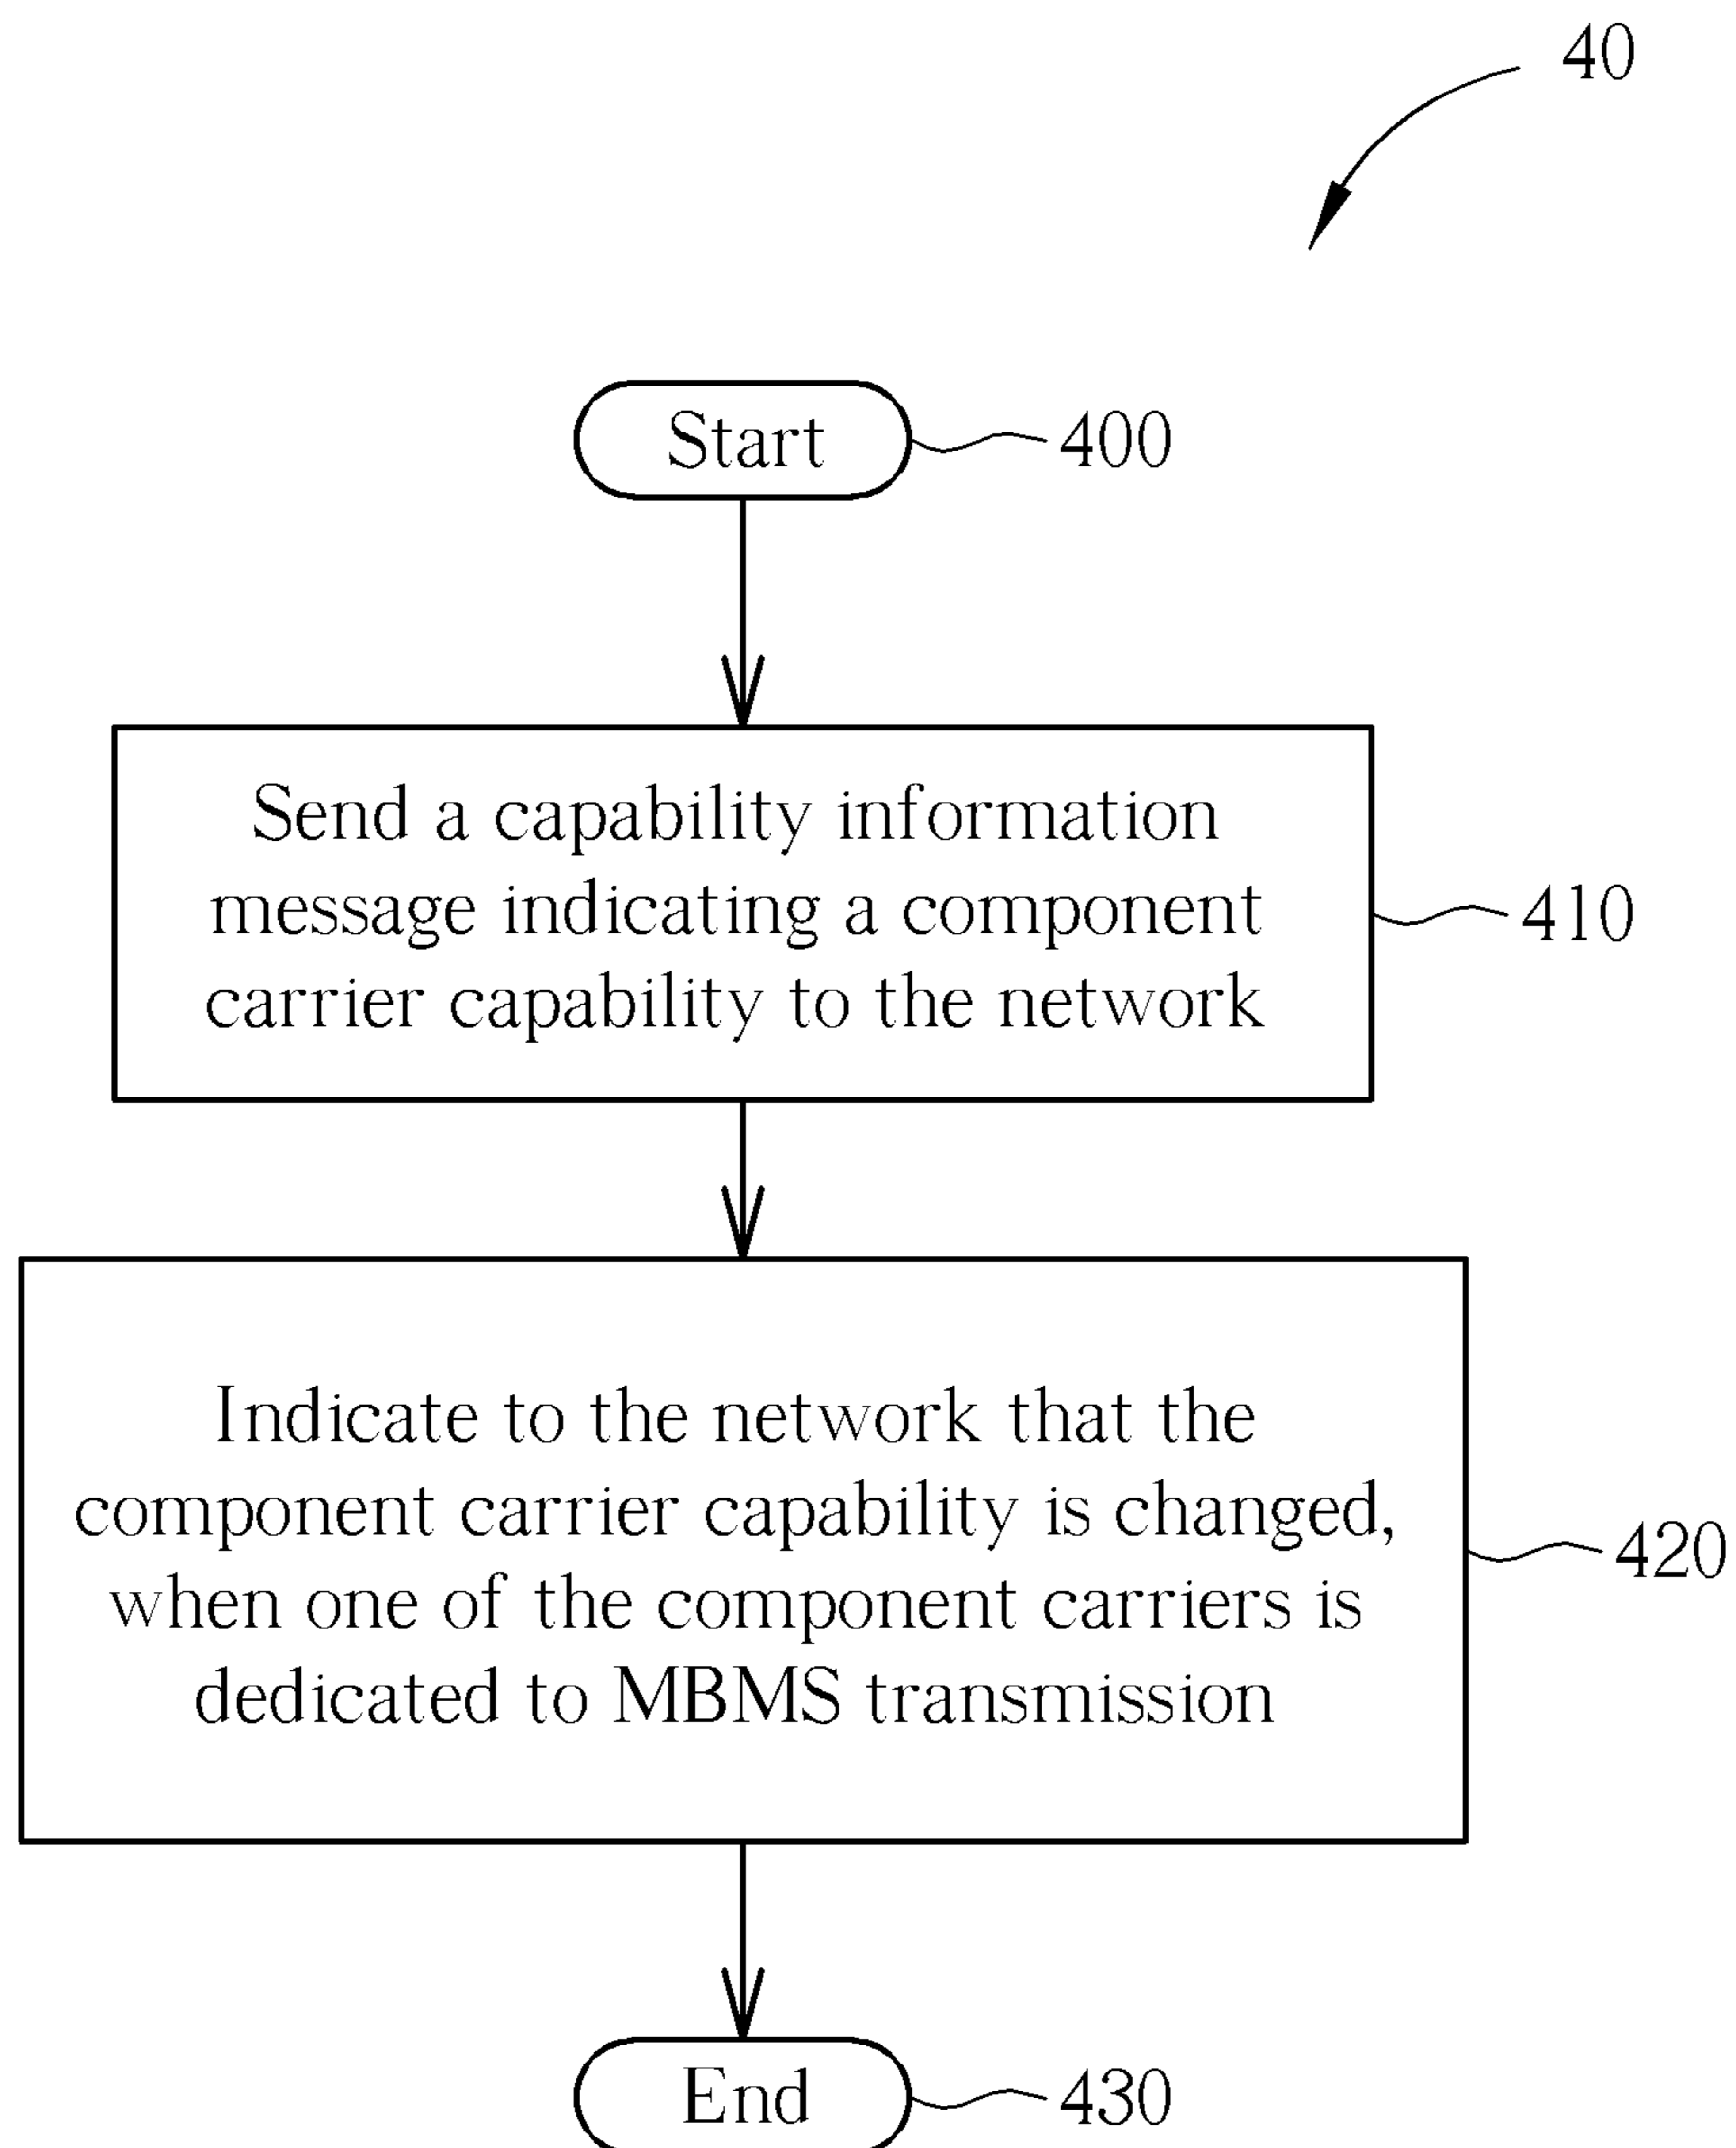 40
Start
400
Send a capability information
message indicating a component
carrier capability to the network
410
Indicate to the network that the
component carrier capability is changed,
when one of the component carriers is
dedicated to MBMS transmission
420
End
430